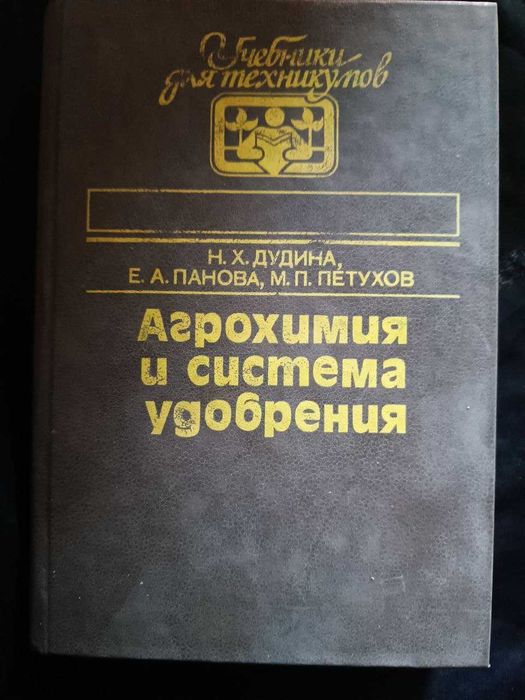 Учебники
для техникумов
Н. Х. ДУДИНА,
Е. А. ПАНОВА, М. П. ПЕТУХОВ
Агрохимия
и система
удобрения